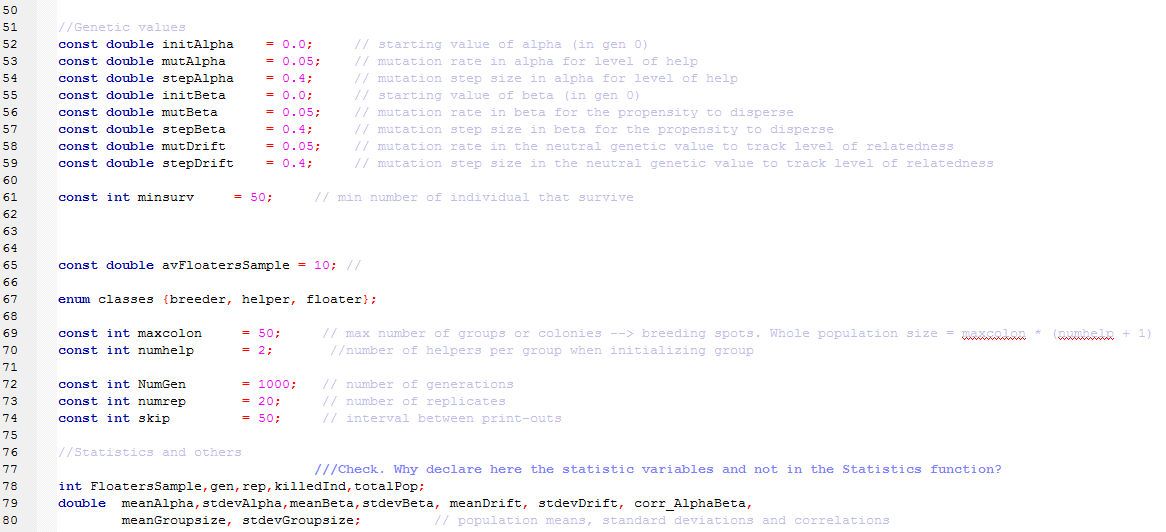 50
51 //Genetic values
52 const double initAlpha = 0.0; // starting value of alpha (in gen 0)
53 const double mutAlpha = 0.05; // mutation rate in alpha for level of help
54 const double stepAlpha = 0.4; // mutation step size in alpha for level of help
55 const double initBeta = 0.0; // starting value of beta (in gen 0)
56 const double mutBeta = 0.05; // mutation rate in beta for the propensity to disperse
57 const double stepBeta = 0.4; // mutation step size in beta for the propensity to disperse
58 const double mutDrift = 0.05; // mutation rate in the neutral genetic value to track level of relatedness
59 const double stepDrift = 0.4; // mutation step size in the neutral genetic value to track level of relatedness
60
61 const int minsurv = 50; // min number of individual that survive
62
63
64
65 const double avFloatersSample = 10; //
66
67 enum classes {breeder, helper, floater};
68
69 const int maxcolon = 50; // max number of groups or colonies --> breeding spots. Whole population size = maxcolon * (numhelp + 1)
70 const int numhelp = 2; //number of helpers per group when initializing group
71
72 const int NumGen = 1000; // number of generations
73 const int numrep = 20; // number of replicates
74 const int skip = 50; // interval between print-outs
75
76 //Statistics and others
77 ///Check. Why declare here the statistic variables and not in the Statistics function?
78 int FloatersSample,gen,rep,killedInd,totalPop;
79 double meanAlpha,stdevAlpha,meanBeta,stdevBeta, meanDrift, stdevDrift, corr_AlphaBeta,
80 meanGroupsize, stdevGroupsize; // population means, standard deviations and correlations